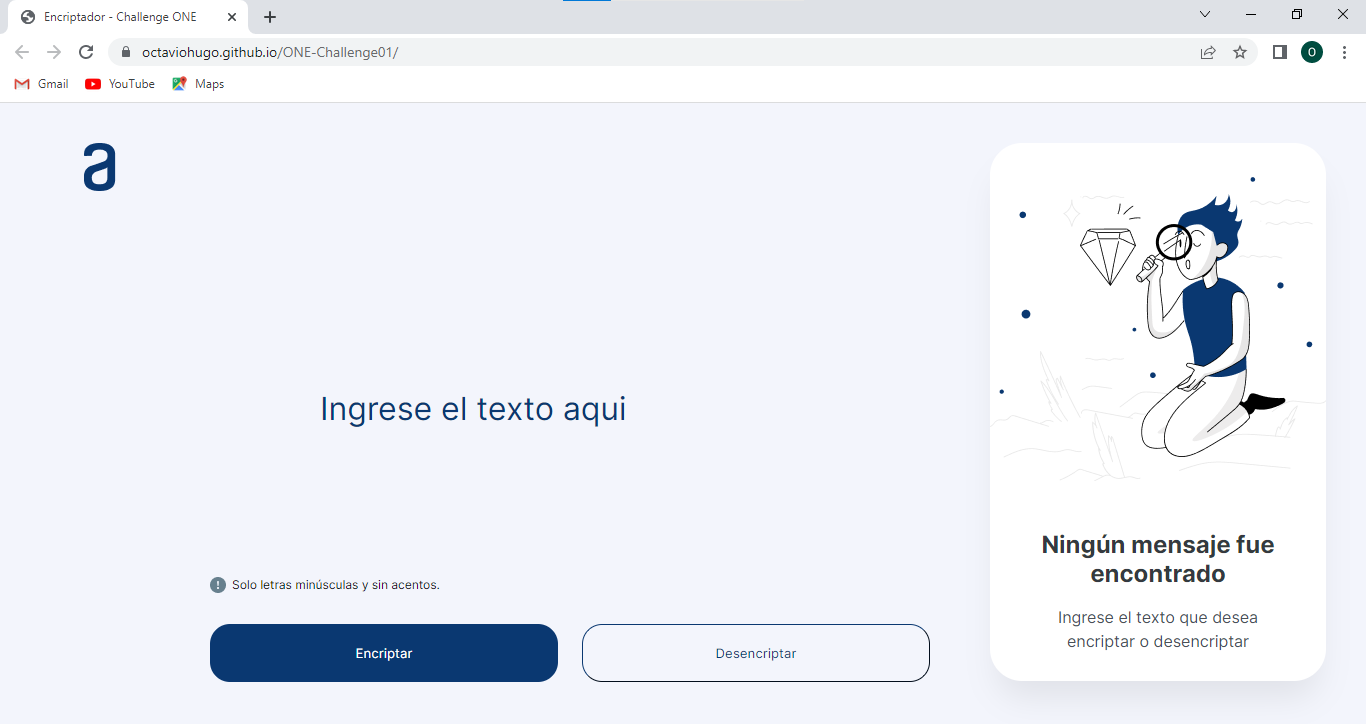 Encriptador - Challenge ONE
octaviohugo.github.io/ONE-Challenge01/
O
Gmail YouTube Maps
a
Ingrese el texto aqui
Solo letras minúsculas y sin acentos.
Encriptar Desencriptar
Ningún mensaje fue
encontrado
Ingrese el texto que desea
encriptar o desencriptar